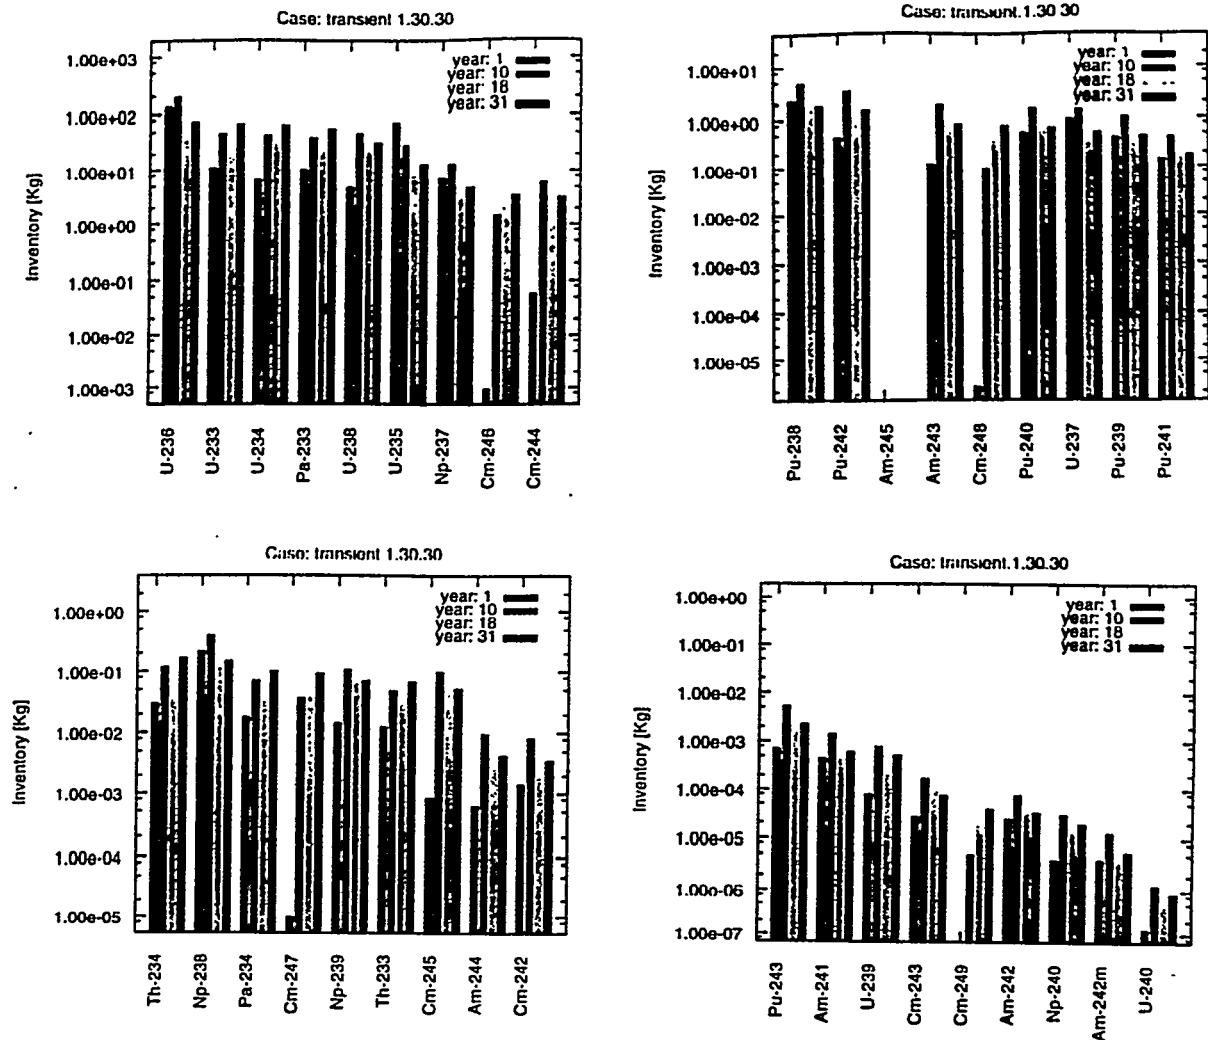 Case: transient 1.30.30
1.00e+03
1.00e+02
1.00e+01
1.00e+00
1.00e-01
1.00e-02
1.00e-03
Inventory [Kg]
year: 1
year: 10
year: 18
year: 31
U-236
U-233
U-234
Pa-233
U-238
U-235
Np-237
Cm-246
Cm-244
Case: transient.1.30 30
1.00e+01
1.00e+00
1.00e-01
1.00e-02
1.00e-03
1.00e-04
1.00e-05
Inventory [Kg]
year: 1
year: 10
year: 18
year: 31
Pu-238
Pu-242
Am-245
Am-243
Cm-248
Pu-240
U-237
Pu-239
Pu-241
Case: transient 1.30.30
1.00e+00
1.00e-01
1.00e-02
1.00e-03
1.00e-04
1.00e-05
Inventory [Kg]
year: 1
year: 10
year: 18
year: 31
Th-234
Np-238
Pa-234
Cm-247
Np-239
Th-233
Cm-245
Am-244
Cm-242
Case: transient.1.30.30
1.00e+00
1.00e-01
1.00e-02
1.00e-03
1.00e-04
1.00e-05
1.00e-06
1.00e-07
Inventory [Kg]
year: 1
year: 10
year: 18
year: 31
Pu-243
Am-241
U-239
Cm-243
Cm-249
Am-242
Np-240
Am-242m
U-240